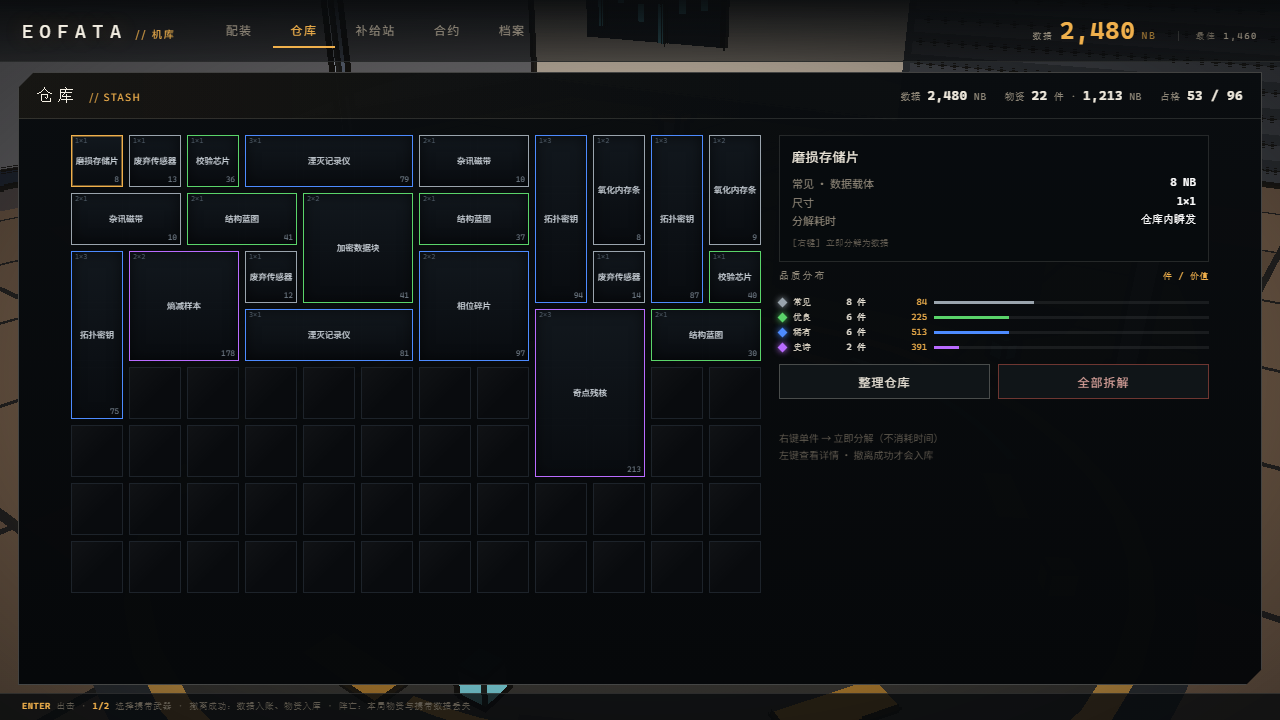 EOFATA // 机库 配装 仓库 补给站 合约 档案 数据 2,480 NB | 最佳 1,460
仓库 // STASH 数据 2,480 NB 物资 22 件 · 1,213 NB 占格 53 / 96
1×1 磨损存储片 8
1×1 废弃传感器 13
1×1 校验芯片 36
3×1 湮灭记录仪 79
2×1 杂讯磁带 10
1×3 拓扑密钥 94
1×2 氧化内存条 8
1×3 拓扑密钥 87
1×2 氧化内存条 9
2×1 杂讯磁带 10
2×1 结构蓝图 41
2×2 加密数据块 41
2×1 结构蓝图 37
1×3 拓扑密钥 75
2×2 熵减样本 178
1×1 废弃传感器 12
2×2 相位碎片 97
1×1 废弃传感器 14
1×1 校验芯片 40
3×1 湮灭记录仪 81
2×3 奇点残核 213
2×1 结构蓝图 30
磨损存储片
常见 · 数据载体 8 NB
尺寸 1×1
分解耗时 仓库内瞬发
[右键] 立即分解为数据
品质分布 件 / 价值
常见 8 件 84
优良 6 件 225
稀有 6 件 513
史诗 2 件 391
整理仓库 全部拆解
右键单件 → 立即分解（不消耗时间）
左键查看详情 · 撤离成功才会入库
ENTER 出击 · 1/2 选择携带武器 · 撤离成功：数据入账、物资入库 · 阵亡：本局物资与携带数据丢失